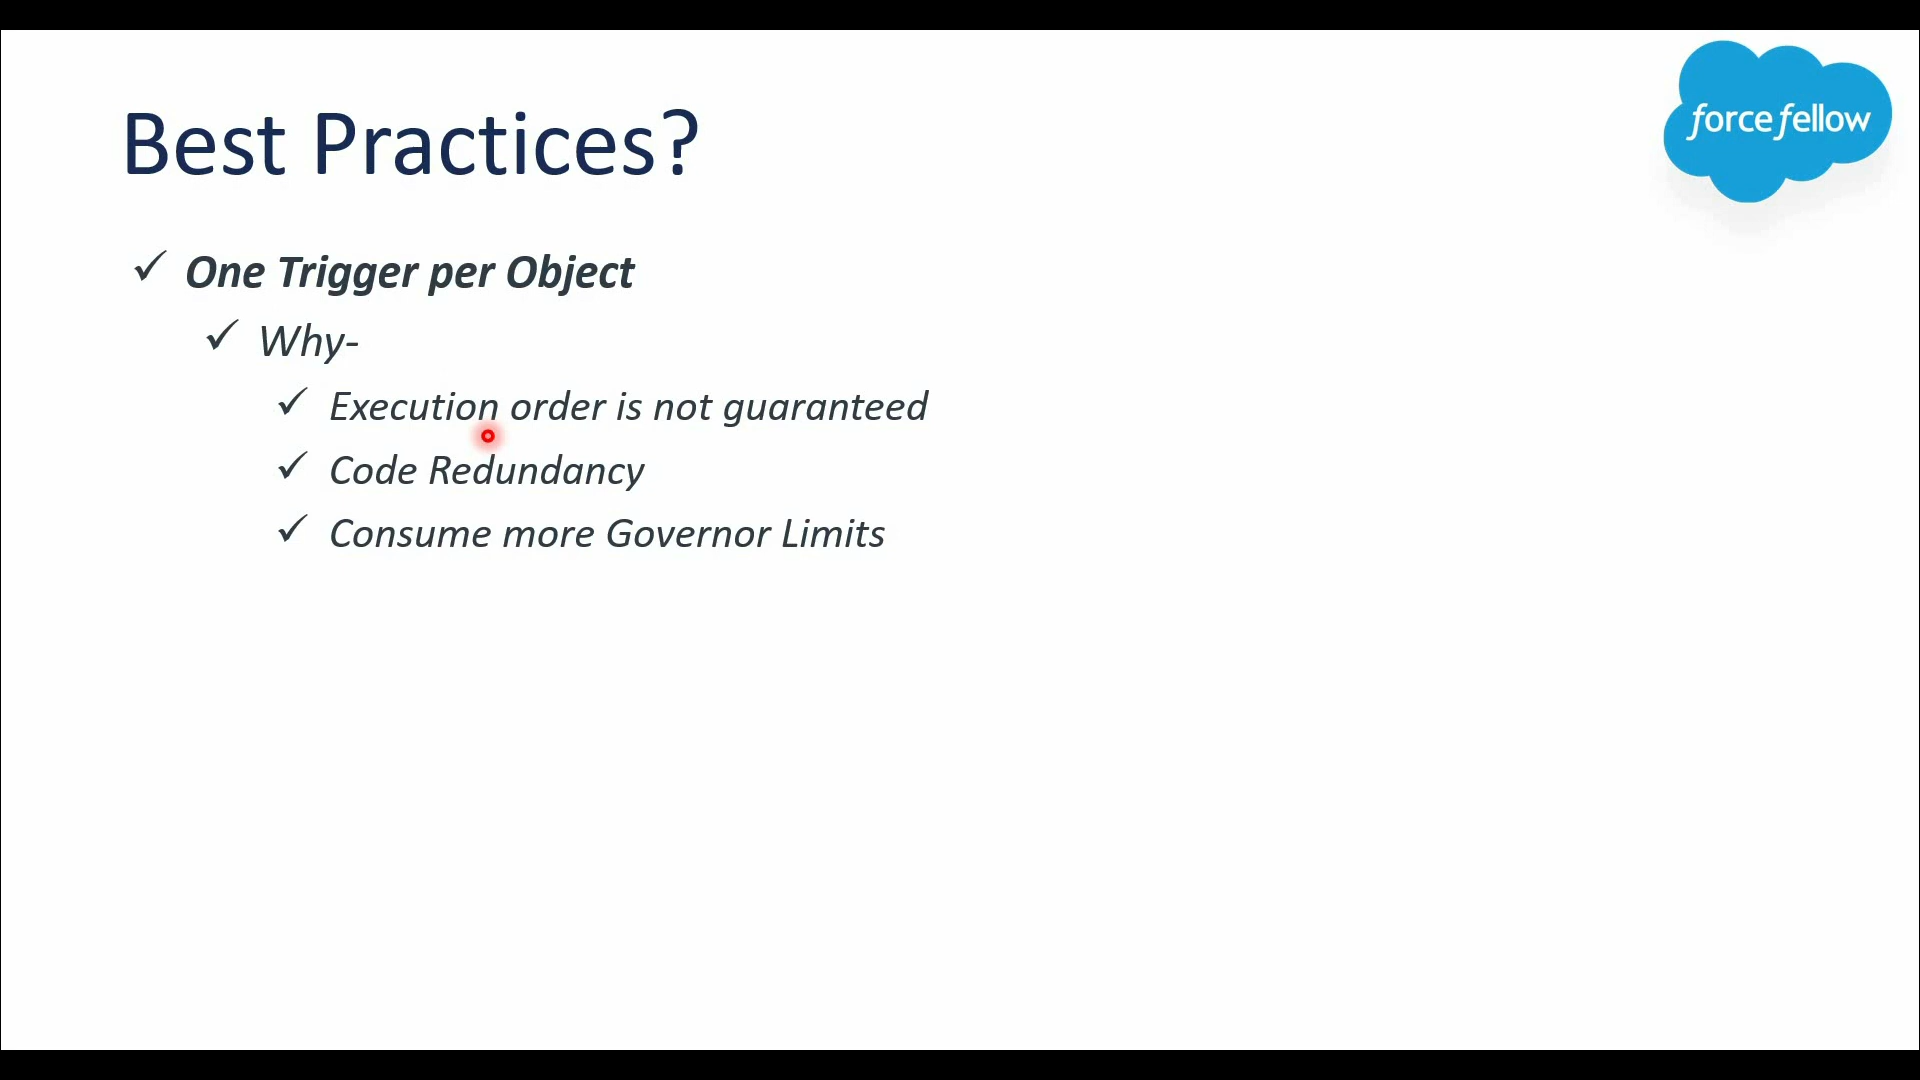 force fellow
Best Practices?
One Trigger per Object
Why-
Execution order is not guaranteed
Code Redundancy
Consume more Governor Limits